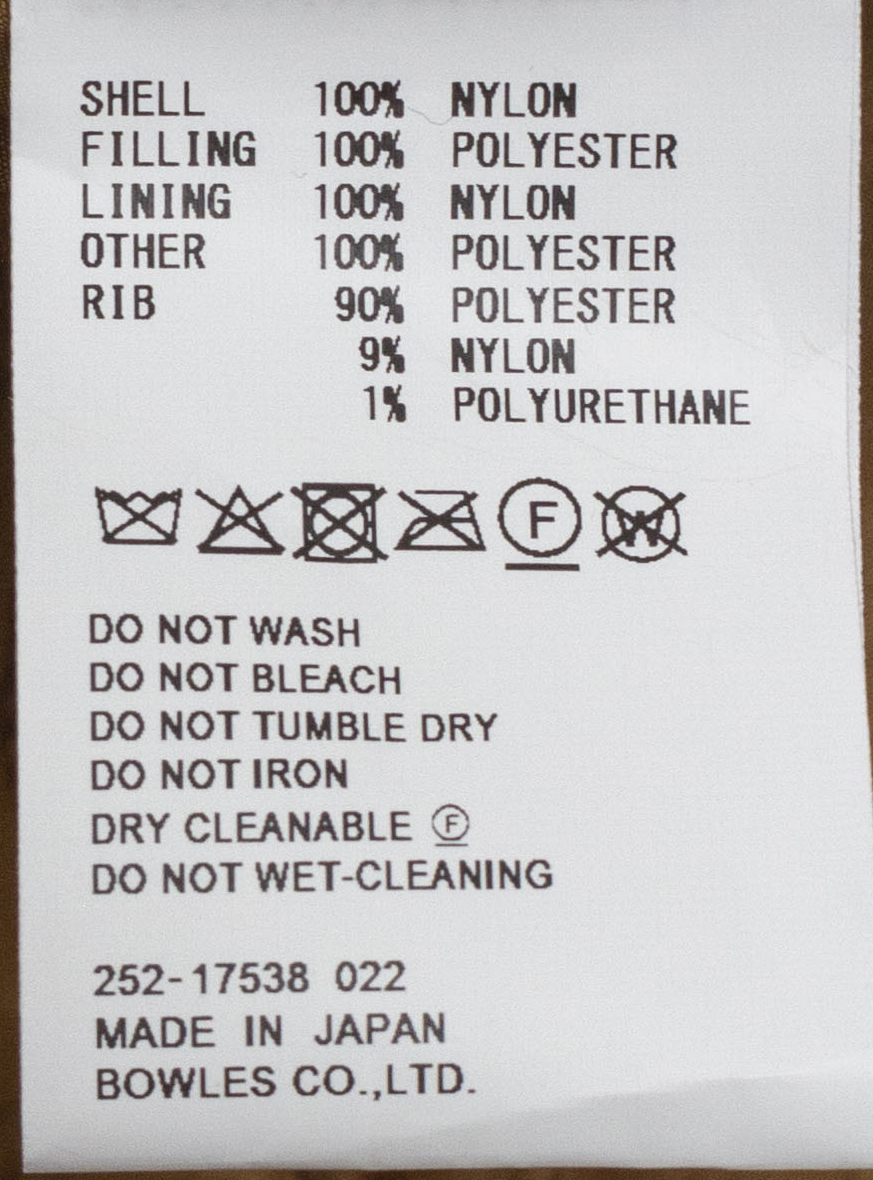 SHELL 100% NYLON
FILLING 100% POLYESTER
LINING 100% NYLON
OTHER 100% POLYESTER
RIB 90% POLYESTER
9% NYLON
1% POLYURETHANE
F W
DO NOT WASH
DO NOT BLEACH
DO NOT TUMBLE DRY
DO NOT IRON
DRY CLEANABLE Ⓕ
DO NOT WET-CLEANING
252-17538 022
MADE IN JAPAN
BOWLES CO.,LTD.